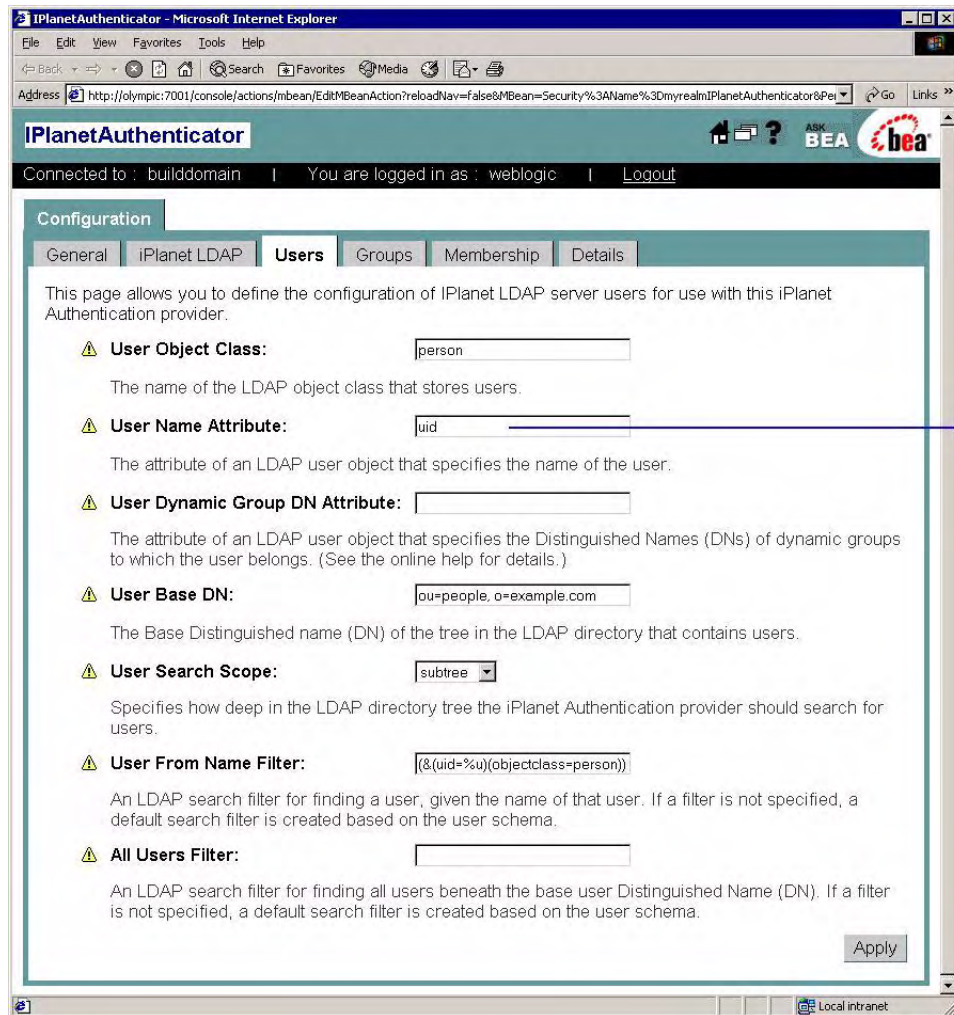 IPlanetAuthenticator - Microsoft Internet Explorer
File Edit View Favorites Tools Help
Back Search Favorites Media
Address http://olympic:7001/console/actions/mbean/EditMBeanAction?reloadNav=false&MBean=Security%3AName%3DmyrealmIPlanetAuthenticator&Per Go Links »
IPlanetAuthenticator ? ASK BEA bea
Connected to : builddomain | You are logged in as : weblogic | Logout
Configuration
General iPlanet LDAP Users Groups Membership Details
This page allows you to define the configuration of IPlanet LDAP server users for use with this iPlanet
Authentication provider.
User Object Class: person
The name of the LDAP object class that stores users.
User Name Attribute: uid
The attribute of an LDAP user object that specifies the name of the user.
User Dynamic Group DN Attribute:
The attribute of an LDAP user object that specifies the Distinguished Names (DNs) of dynamic groups
to which the user belongs. (See the online help for details.)
User Base DN: ou=people, o=example.com
The Base Distinguished name (DN) of the tree in the LDAP directory that contains users.
User Search Scope: subtree
Specifies how deep in the LDAP directory tree the iPlanet Authentication provider should search for
users.
User From Name Filter: (&(uid=%u)(objectclass=person))
An LDAP search filter for finding a user, given the name of that user. If a filter is not specified, a
default search filter is created based on the user schema.
All Users Filter:
An LDAP search filter for finding all users beneath the base user Distinguished Name (DN). If a filter
is not specified, a default search filter is created based on the user schema.
Apply
Local intranet